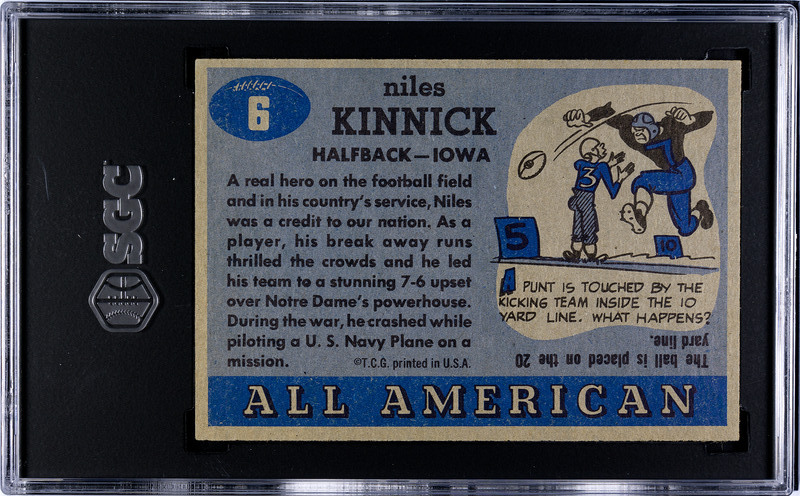 6
niles
KINNICK
HALFBACK—IOWA
A real hero on the football field
and in his country's service, Niles
was a credit to our nation. As a
player, his break away runs
thrilled the crowds and he led
his team to a stunning 7-6 upset
over Notre Dame's powerhouse.
During the war, he crashed while
piloting a U. S. Navy Plane on a
mission.
©T.C.G. printed in U.S.A.
3
5
10
A PUNT IS TOUCHED BY THE
KICKING TEAM INSIDE THE 10
YARD LINE. WHAT HAPPENS?
The ball is placed on the 20
yard line.
ALL AMERICAN
SGC